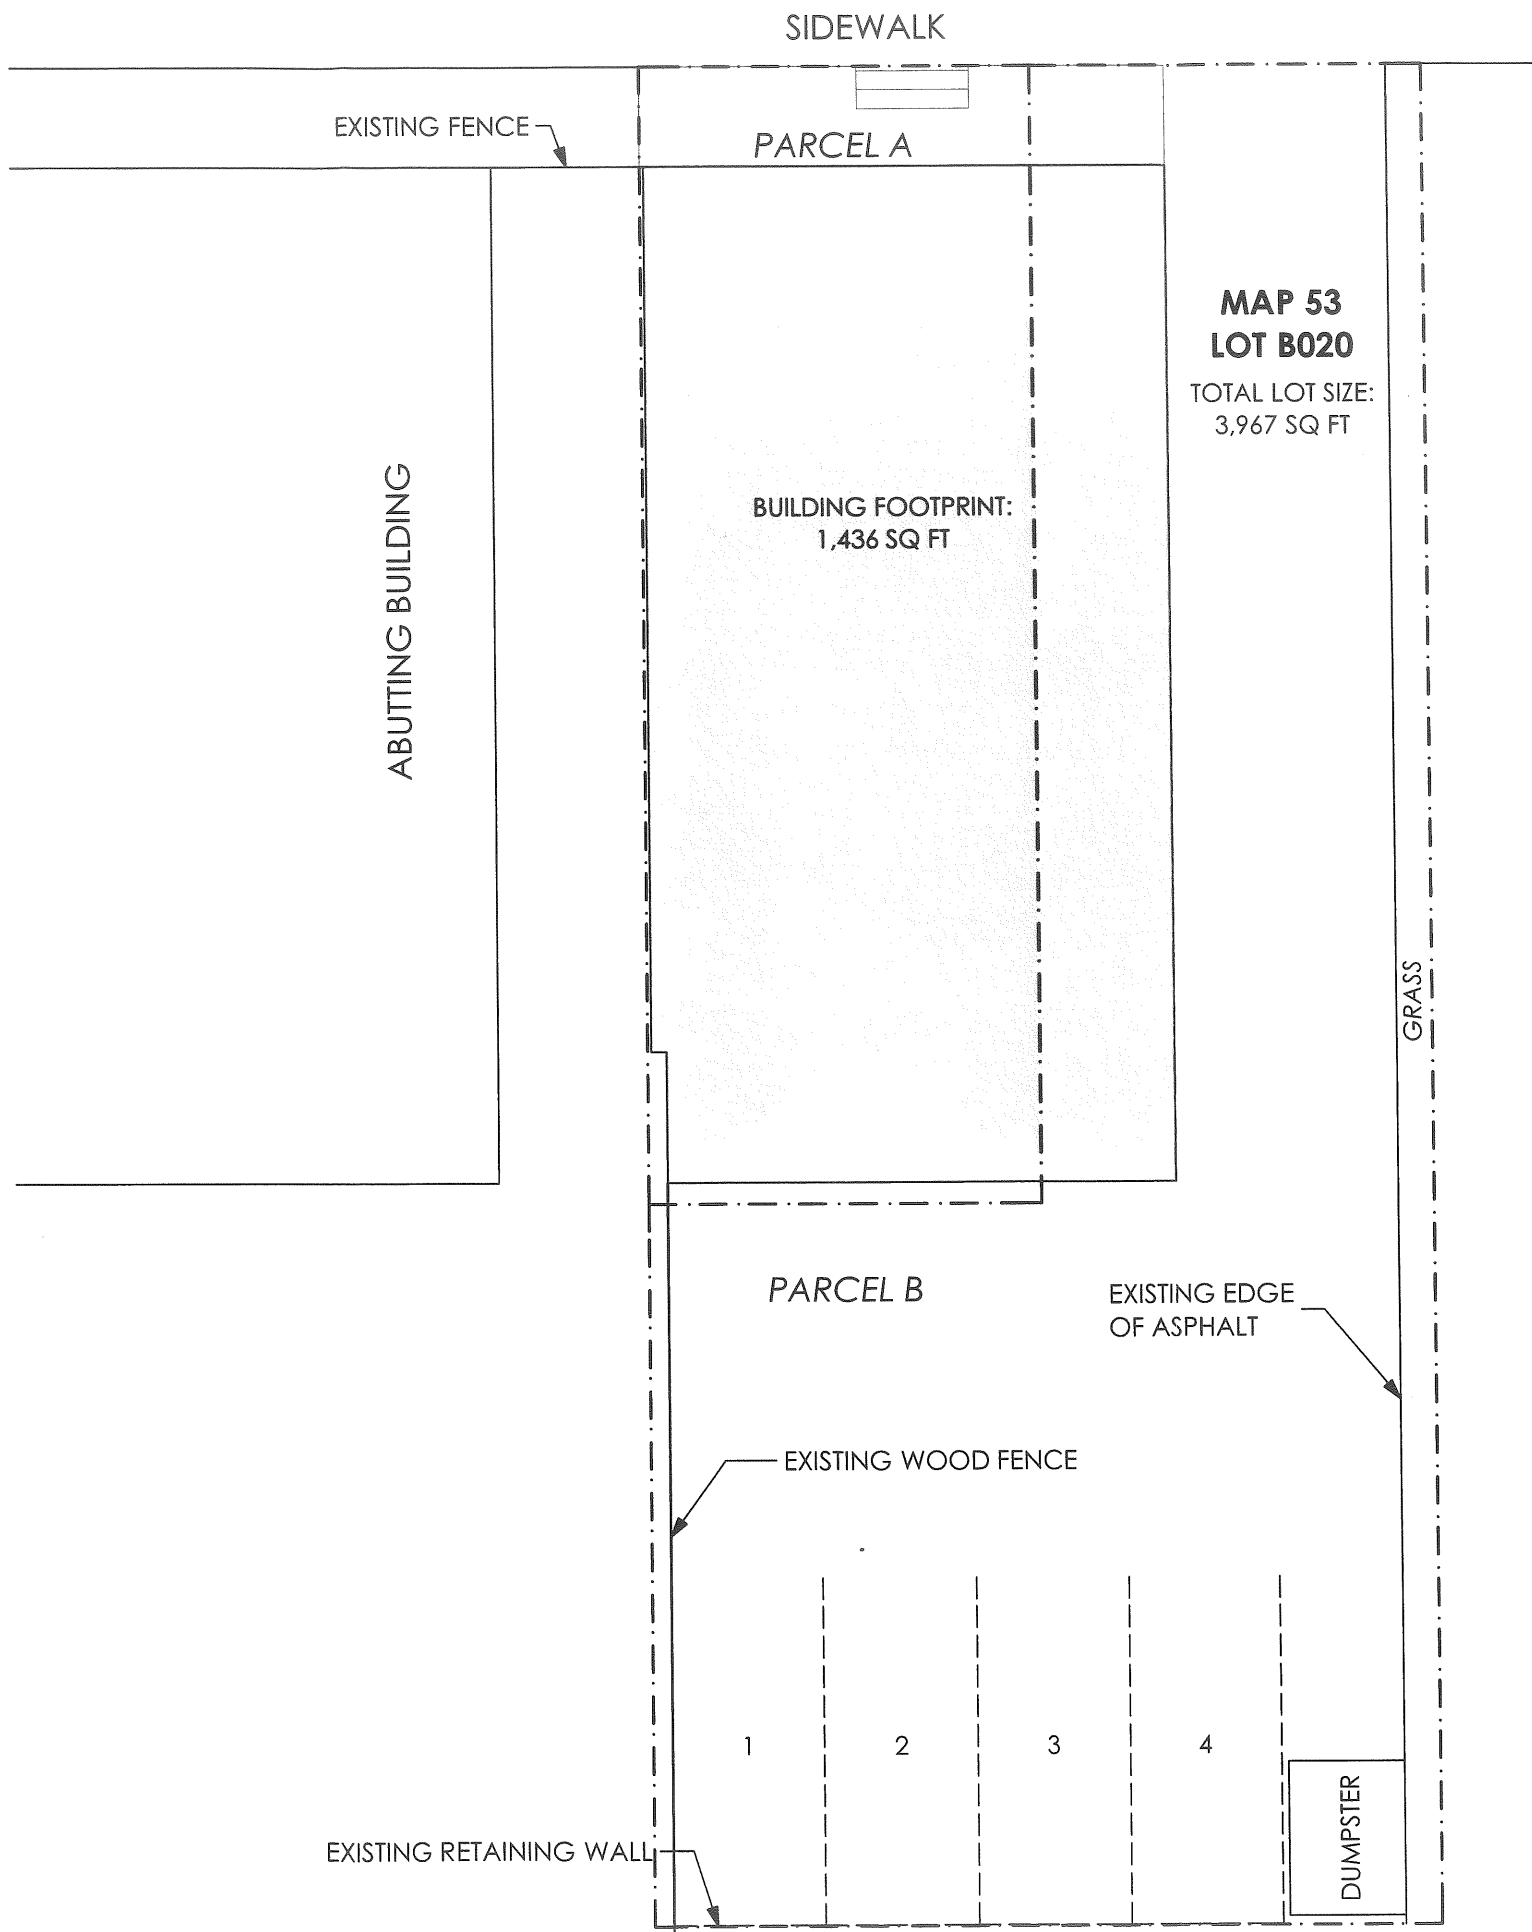 SIDEWALK
EXISTING FENCE
PARCEL A
MAP 53
LOT B020
TOTAL LOT SIZE:
3,967 SQ FT
ABUTTING BUILDING
BUILDING FOOTPRINT:
1,436 SQ FT
GRASS
PARCEL B
EXISTING EDGE
OF ASPHALT
EXISTING WOOD FENCE
1
2
3
4
DUMPSTER
EXISTING RETAINING WALL